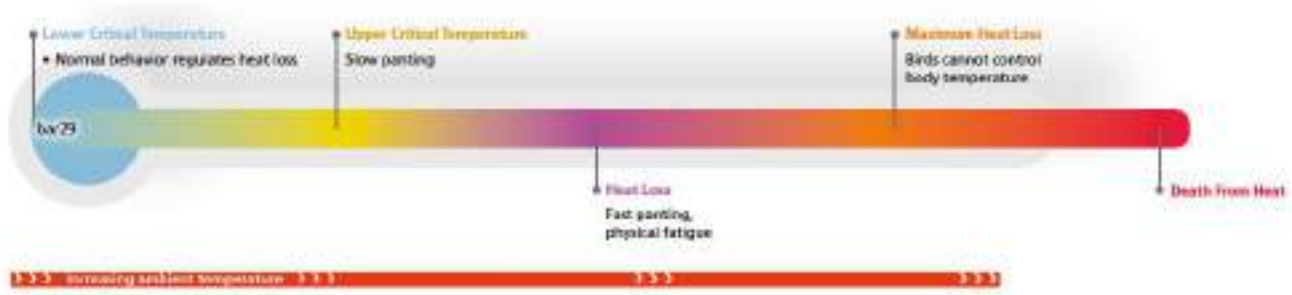 Lower Critical Temperature
• Normal behavior regulates heat loss
Upper Critical Temperature
Slow panting
Maximum Heat Loss
Birds cannot control
body temperature
bar29
Heat Loss
Fast panting,
physical fatigue
Death From Heat
> > > increasing ambient temperature > > > > > > > > >